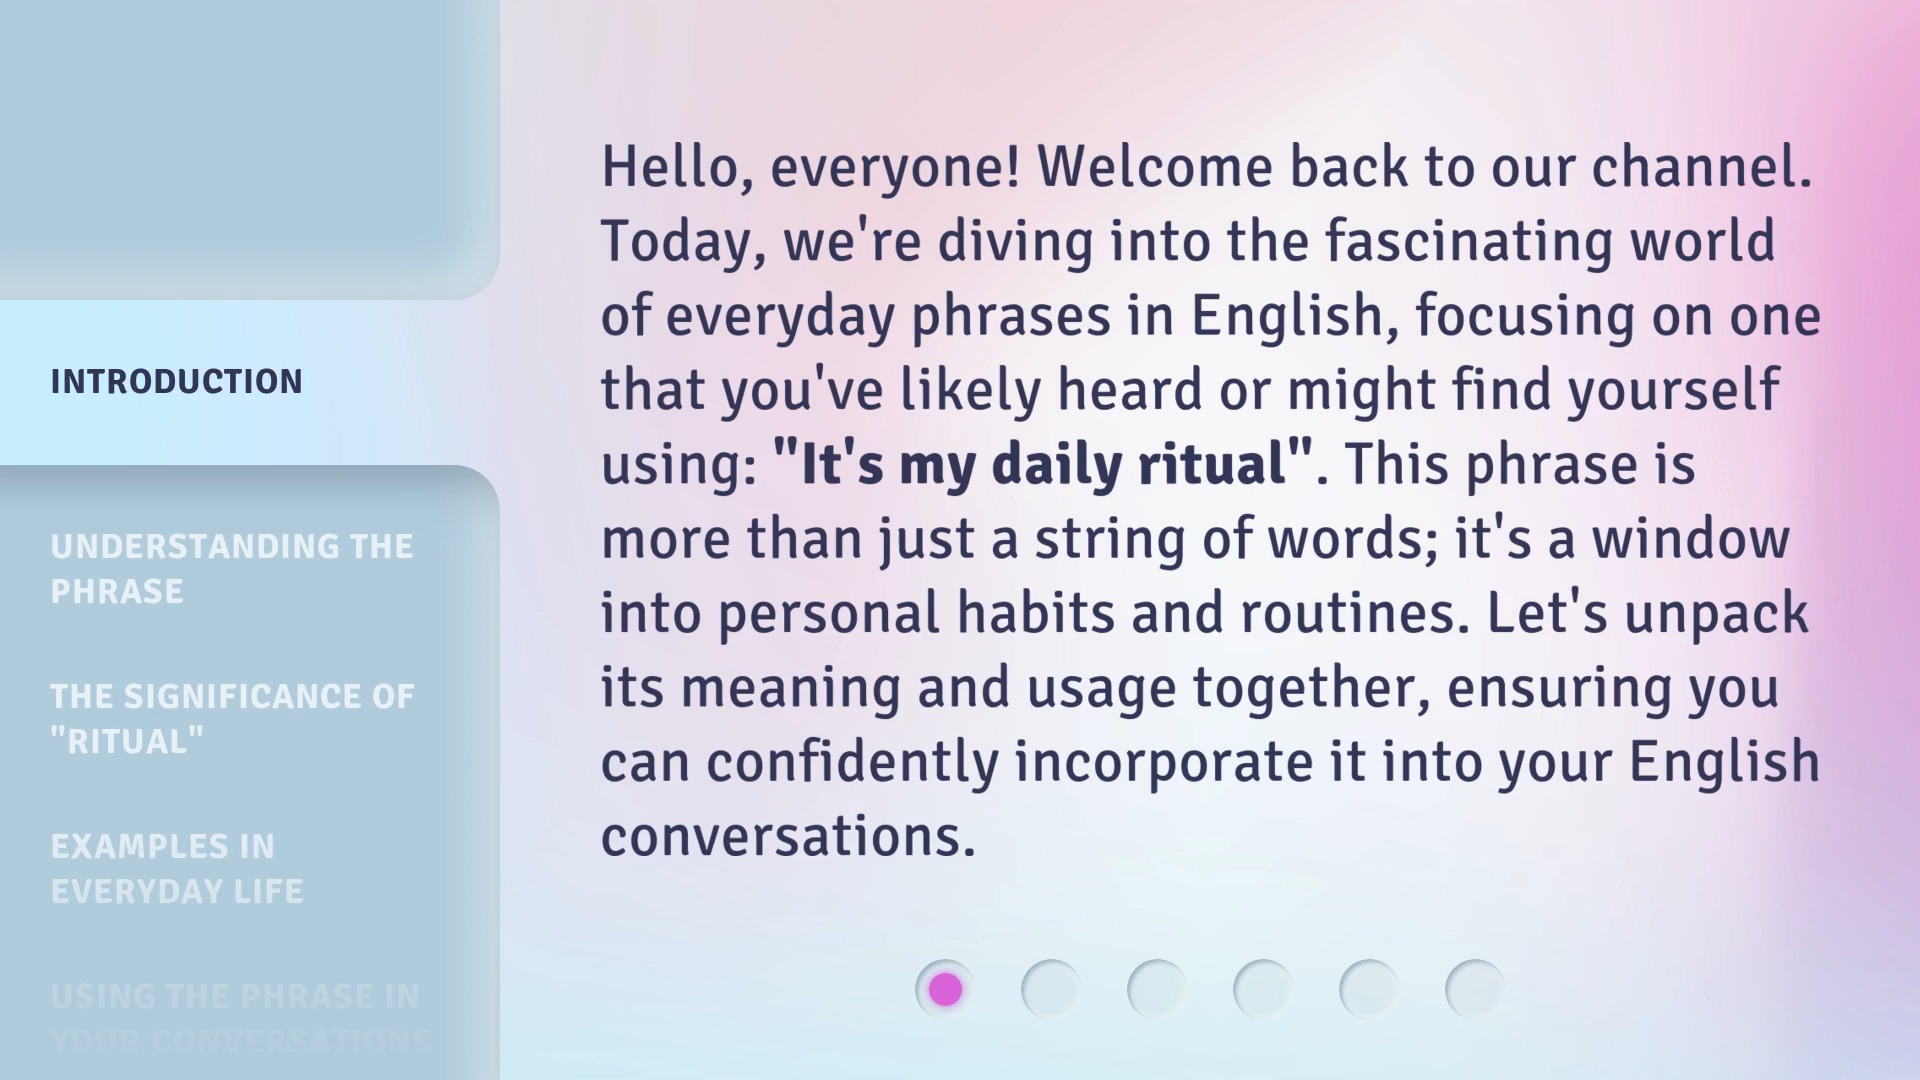 INTRODUCTION
UNDERSTANDING THE
PHRASE
THE SIGNIFICANCE OF
"RITUAL"
EXAMPLES IN
EVERYDAY LIFE
USING THE PHRASE IN
YOUR CONVERSATIONS
Hello, everyone! Welcome back to our channel.
Today, we're diving into the fascinating world
of everyday phrases in English, focusing on one
that you've likely heard or might find yourself
using: "It's my daily ritual". This phrase is
more than just a string of words; it's a window
into personal habits and routines. Let's unpack
its meaning and usage together, ensuring you
can confidently incorporate it into your English
conversations.